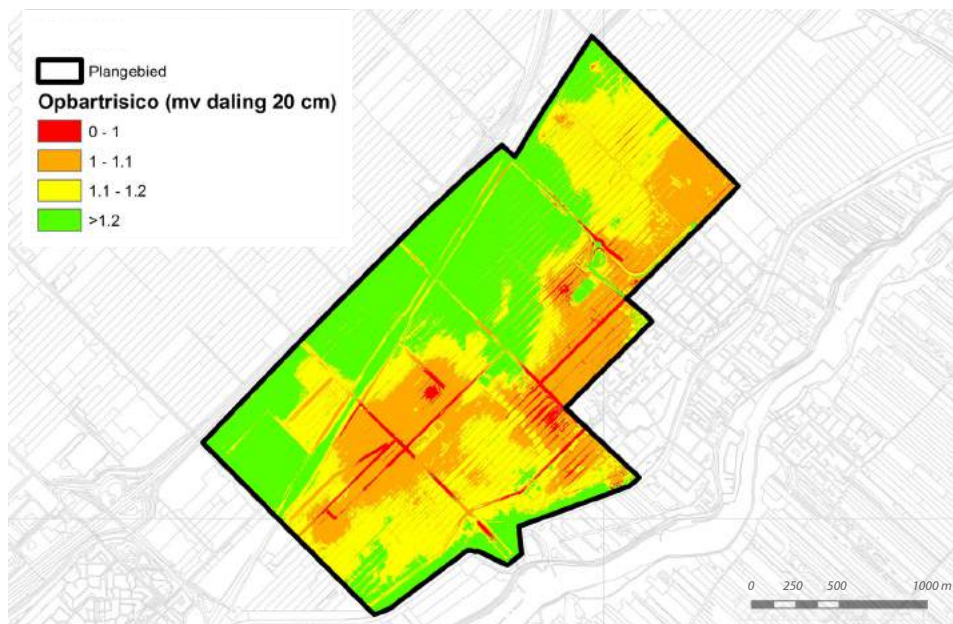 Plangebied
Opbartrisico (mv daling 20 cm)
0 - 1
1 - 1.1
1.1 - 1.2
>1.2
0 250 500 1000 m